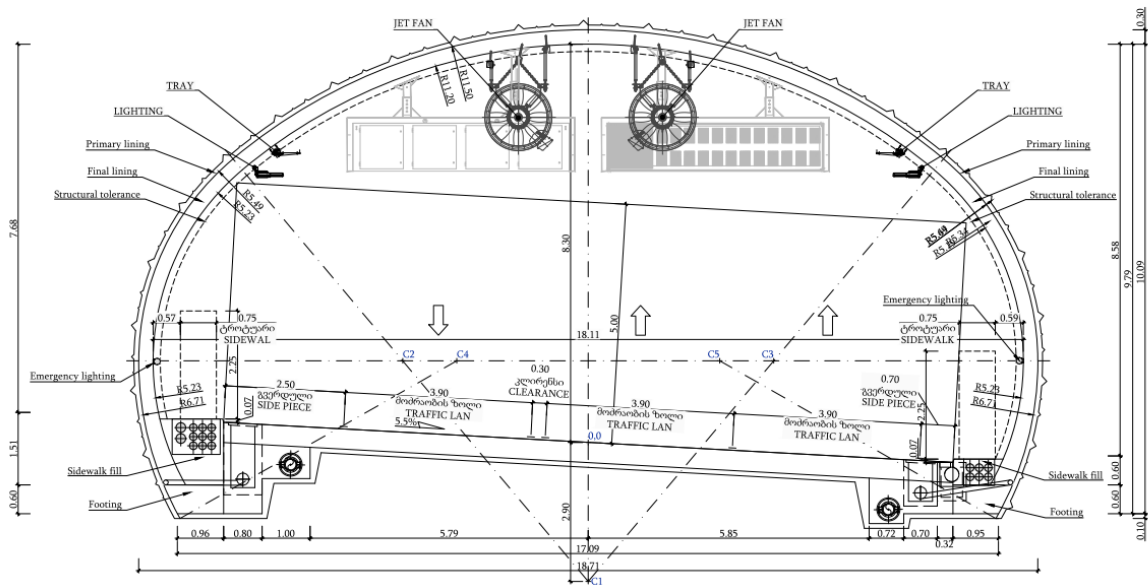 JET FAN
JET FAN
0.30
R11.50
R11.20
TRAY
TRAY
LIGHTING
LIGHTING
Primary lining
Primary lining
Final lining
Final lining
Structural tolerance
Structural tolerance
R5.49
R5.23
7.68
8.30
8.58
9.79
10.09
5.00
Emergency lighting
0.57
0.75
ტროტუარი
SIDEWAL
18.11
0.75
0.59
ტროტუარი
SIDEWALK
C2
C4
C5
C3
2.25
Emergency lighting
R5.23
R6.71
0.07
2.50
გვერდული
SIDE PIECE
3.90
მოძრაობის ზოლი
TRAFFIC LAN
5.5%
0.30
კლირენსი
CLEARANCE
3.90
მოძრაობის ზოლი
TRAFFIC LAN
0.0
3.90
მოძრაობის ზოლი
TRAFFIC LAN
0.70
გვერდული
SIDE PIECE
2.25
0.07
R5.23
R6.71
1.51
Sidewalk fill
Sidewalk fill
0.60
0.60
0.60
Footing
Footing
2.90
0.10
0.96
0.80
1.00
5.79
5.85
0.72
0.70
0.32
0.95
17.09
18.71
C1